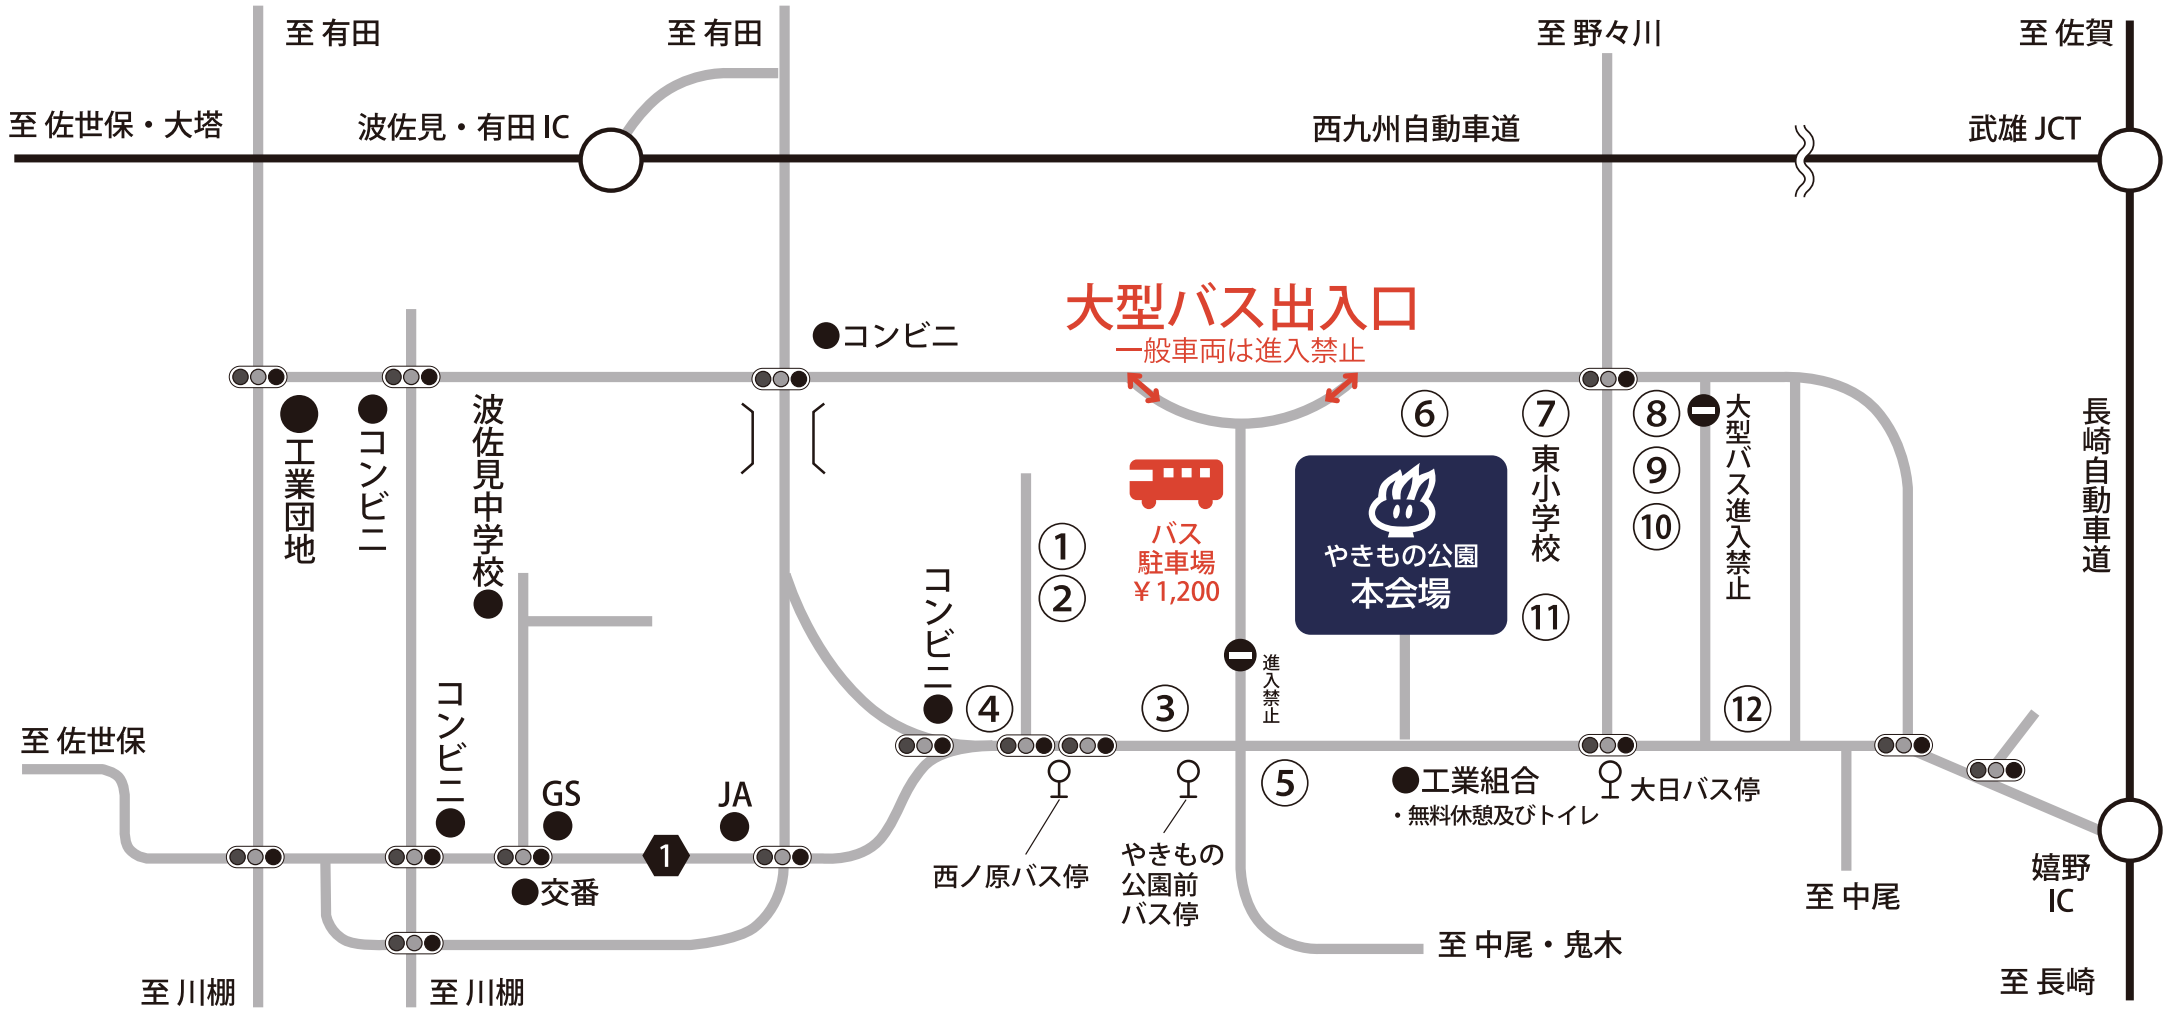 至 有田
至 有田
至 野々川
至 佐賀
至 佐世保・大塔
波佐見・有田 IC
西九州自動車道
武雄 JCT
大型バス出入口
一般車両は進入禁止
コンビニ
工業団地
コンビニ
波佐見中学校
⑥
⑦
東小学校
⑧
⑨
⑩
大型バス進入禁止
長崎自動車道
バス
駐車場
¥1,200
やきもの公園
本会場
①
②
⑪
コンビニ
進入禁止
④
③
⑫
コンビニ
至 佐世保
GS
JA
1
交番
⑤
工業組合
・無料休憩及びトイレ
大日バス停
西ノ原バス停
やきもの
公園前
バス停
至 中尾
嬉野
IC
至 中尾・鬼木
至 川棚
至 川棚
至 長崎